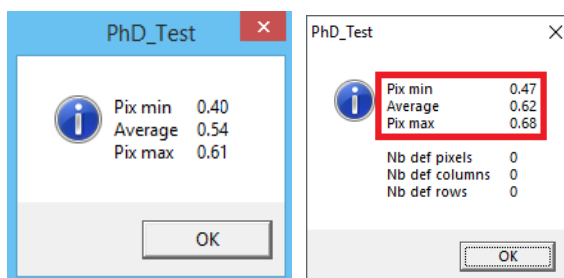 PhD_Test
Pix min 0.40
Average 0.54
Pix max 0.61
OK
PhD_Test
Pix min 0.47
Average 0.62
Pix max 0.68
Nb def pixels 0
Nb def columns 0
Nb def rows 0
OK